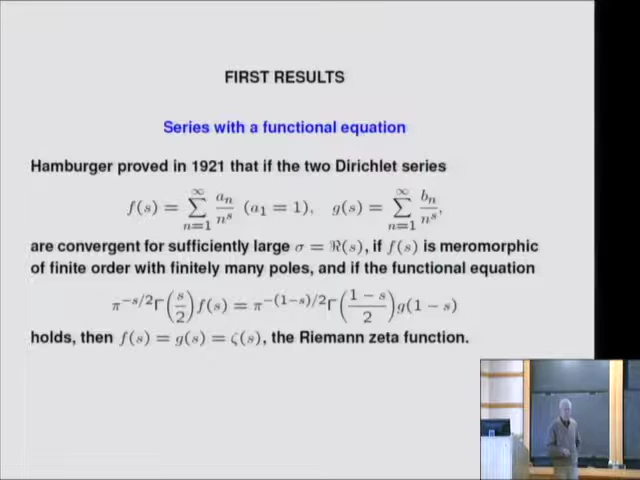 FIRST RESULTS
Series with a functional equation
Hamburger proved in 1921 that if the two Dirichlet series
f(s) = ∑_{n=1}^{∞} a_n/n^s (a_1 = 1), g(s) = ∑_{n=1}^{∞} b_n/n^s,
are convergent for sufficiently large σ = ℜ(s), if f(s) is meromorphic
of finite order with finitely many poles, and if the functional equation
π^{-s/2}Γ(s/2)f(s) = π^{-(1-s)/2}Γ((1-s)/2)g(1-s)
holds, then f(s) = g(s) = ζ(s), the Riemann zeta function.